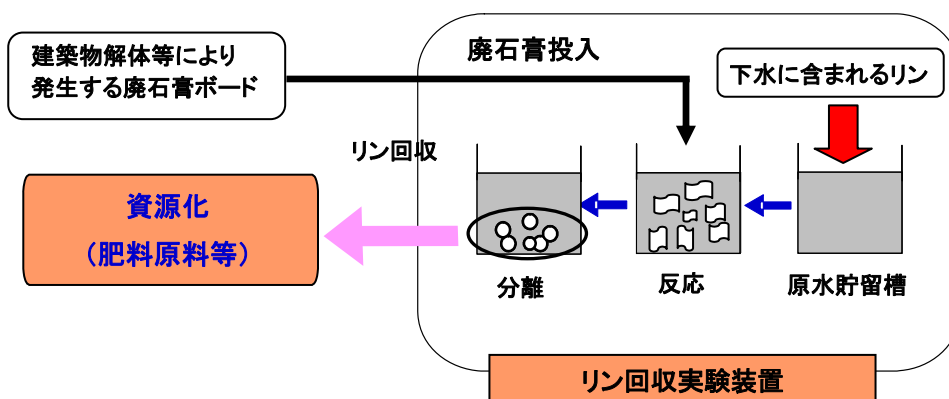 建築物解体等により
発生する廃石膏ボード
廃石膏投入
下水に含まれるリン
リン回収
資源化
（肥料原料等）
分離
反応
原水貯留槽
リン回収実験装置